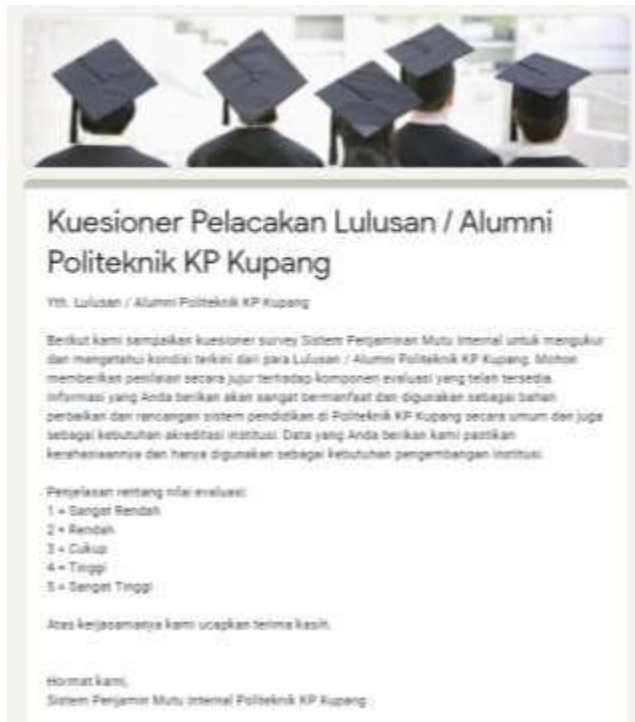 Kuesioner Pelacakan Lulusan / Alumni
Politeknik KP Kupang
Yth. Lulusan / Alumni Politeknik KP Kupang
Berikut kami sampaikan kuesioner survey Sistem Penjaminan Mutu Internal untuk mengukur
dan mengetahui kondisi terkini dari para Lulusan / Alumni Politeknik KP Kupang. Mohon
memberikan penilaian secara jujur terhadap komponen evaluasi yang telah tersedia.
Informasi yang Anda berikan akan sangat bermanfaat dan digunakan sebagai bahan
perbaikan dan rancangan sistem pendidikan di Politeknik KP Kupang secara umum dan juga
sebagai kebutuhan akreditasi institusi. Data yang Anda berikan kami pastikan
kerahasiaannya dan hanya digunakan sebagai kebutuhan pengembangan institusi.
Penjelasan rentang nilai evaluasi:
1 = Sangat Rendah
2 = Rendah
3 = Cukup
4 = Tinggi
5 = Sangat Tinggi
Atas kerjasamanya kami ucapkan terima kasih.
Hormat kami,
Sistem Penjamin Mutu Internal Politeknik KP Kupang